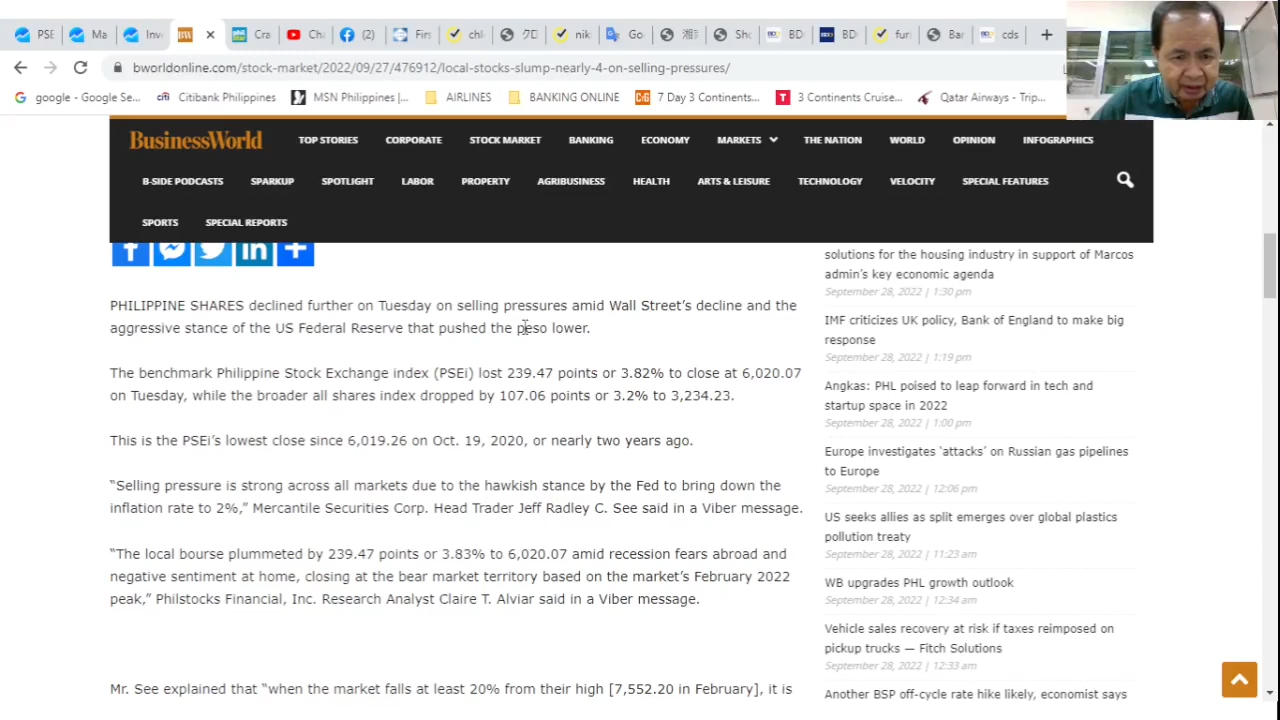 PSE
Ma
Inve
Cra
Cha
(2)
Firs
chl
クロ
nik
Go
湘
Sho
BD
BD
furi
Bar
cds
bworldonline.com/stock-market/2022/09/27/476912/local-stocks-slump-nearly-4-on-selling-pressures/
google - Google Se...
Citibank Philippines
MSN Philippines |...
AIRLINES
BANKING ONLINE
7 Day 3 Continents...
3 Continents Cruise...
Qatar Airways - Trip...
BusinessWorld
TOP STORIES CORPORATE STOCK MARKET BANKING ECONOMY MARKETS THE NATION WORLD OPINION INFOGRAPHICS
B-SIDE PODCASTS SPARKUP SPOTLIGHT LABOR PROPERTY AGRIBUSINESS HEALTH ARTS & LEISURE TECHNOLOGY VELOCITY SPECIAL FEATURES
SPORTS SPECIAL REPORTS
PHILIPPINE SHARES declined further on Tuesday on selling pressures amid Wall Street's decline and the
aggressive stance of the US Federal Reserve that pushed the peso lower.
The benchmark Philippine Stock Exchange index (PSEi) lost 239.47 points or 3.82% to close at 6,020.07
on Tuesday, while the broader all shares index dropped by 107.06 points or 3.2% to 3,234.23.
This is the PSEi's lowest close since 6,019.26 on Oct. 19, 2020, or nearly two years ago.
“Selling pressure is strong across all markets due to the hawkish stance by the Fed to bring down the
inflation rate to 2%,” Mercantile Securities Corp. Head Trader Jeff Radley C. See said in a Viber message.
“The local bourse plummeted by 239.47 points or 3.83% to 6,020.07 amid recession fears abroad and
negative sentiment at home, closing at the bear market territory based on the market's February 2022
peak,” Philstocks Financial, Inc. Research Analyst Claire T. Alviar said in a Viber message.
Mr. See explained that “when the market falls at least 20% from their high [7,552.20 in February], it is
solutions for the housing industry in support of Marcos
admin's key economic agenda
September 28, 2022 | 1:30 pm
IMF criticizes UK policy, Bank of England to make big
response
September 28, 2022 | 1:19 pm
Angkas: PHL poised to leap forward in tech and
startup space in 2022
September 28, 2022 | 1:00 pm
Europe investigates ‘attacks’ on Russian gas pipelines
to Europe
September 28, 2022 | 12:06 pm
US seeks allies as split emerges over global plastics
pollution treaty
September 28, 2022 | 11:23 am
WB upgrades PHL growth outlook
September 28, 2022 | 12:34 am
Vehicle sales recovery at risk if taxes reimposed on
pickup trucks — Fitch Solutions
September 28, 2022 | 12:33 am
Another BSP off-cycle rate hike likely, economist says